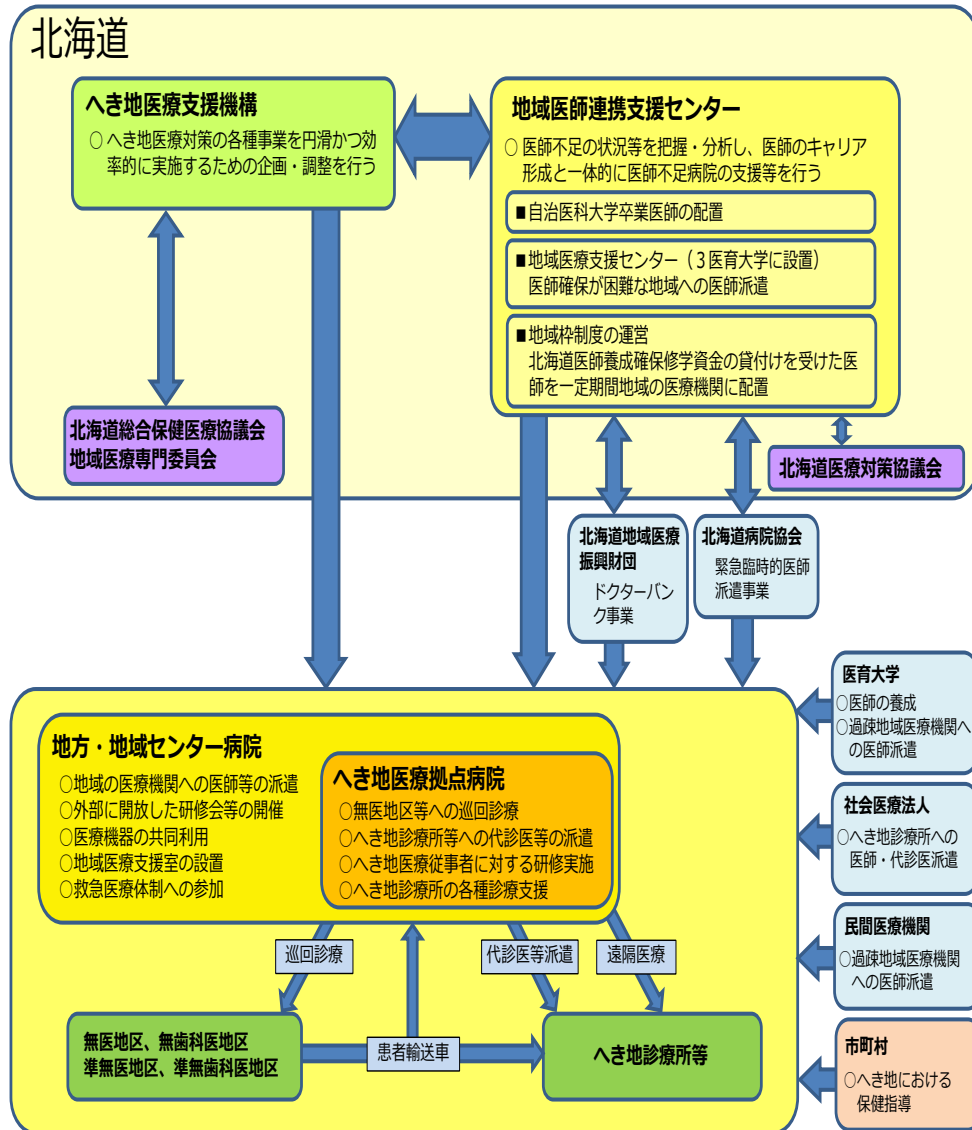 北海道
へき地医療支援機構
○ へき地医療対策の各種事業を円滑かつ効
率的に実施するための企画・調整を行う
地域医師連携支援センター
○ 医師不足の状況等を把握・分析し、医師のキャリア
形成と一体的に医師不足病院の支援等を行う
■自治医科大学卒業医師の配置
■地域医療支援センター（３医育大学に設置）
医師確保が困難な地域への医師派遣
■地域枠制度の運営
北海道医師養成確保修学資金の貸付けを受けた医
師を一定期間地域の医療機関に配置
北海道総合保健医療協議会
地域医療専門委員会
北海道医療対策協議会
北海道地域医療
振興財団
ドクターバン
ク事業
北海道病院協会
緊急臨時的医師
派遣事業
地方・地域センター病院
○地域の医療機関への医師等の派遣
○外部に開放した研修会等の開催
○医療機器の共同利用
○地域医療支援室の設置
○救急医療体制への参加
へき地医療拠点病院
○無医地区等への巡回診療
○へき地診療所等への代診医等の派遣
○へき地医療従事者に対する研修実施
○へき地診療所の各種診療支援
巡回診療
代診医等派遣
遠隔医療
無医地区、無歯科医地区
準無医地区、準無歯科医地区
患者輸送車
へき地診療所等
医育大学
○医師の養成
○過疎地域医療機関へ
の医師派遣
社会医療法人
○へき地診療所への
医師・代診医派遣
民間医療機関
○過疎地域医療機関
への医師派遣
市町村
○へき地における
保健指導